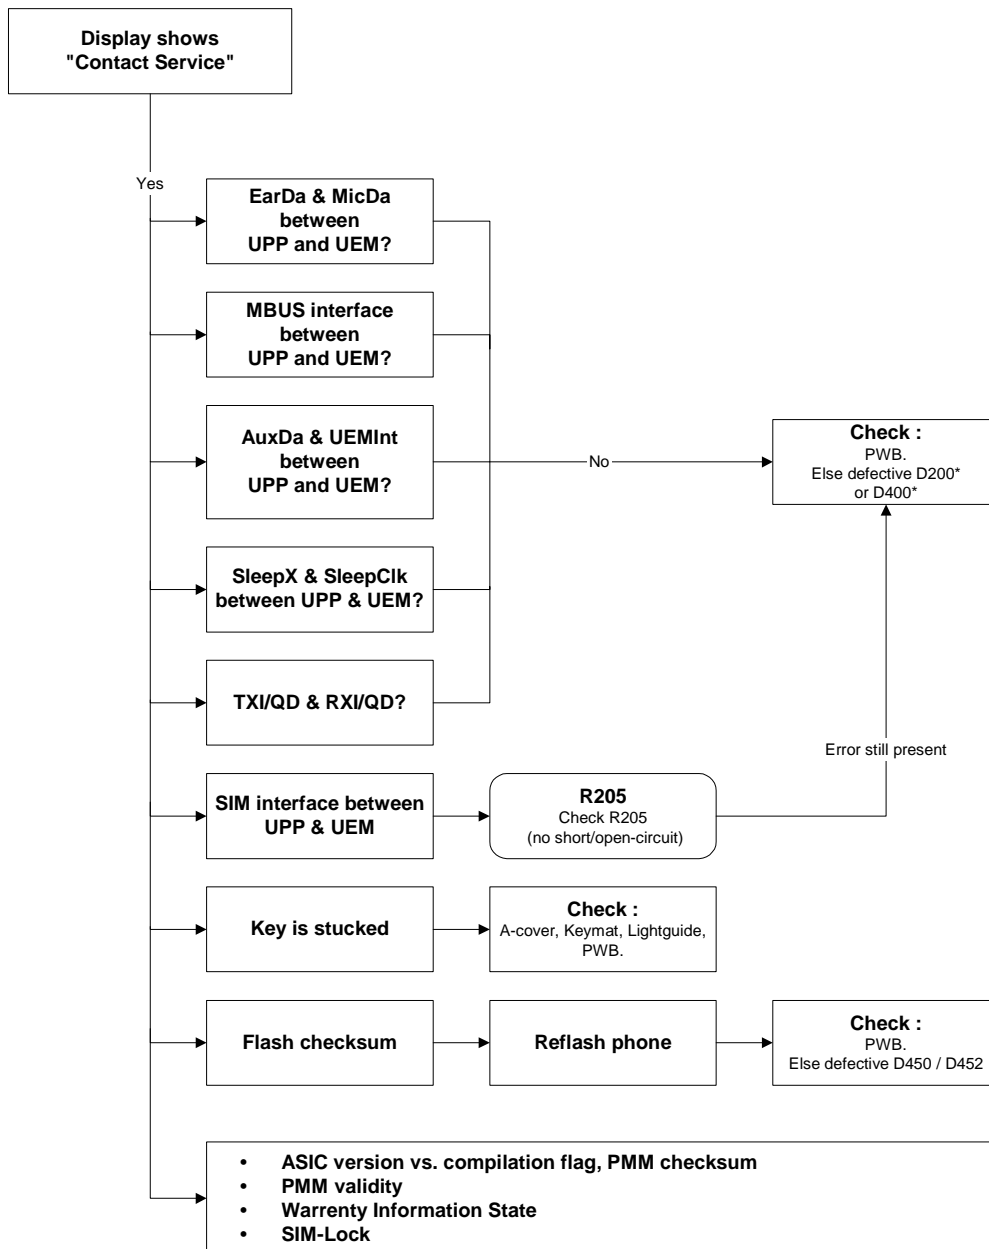 Display shows
"Contact Service"
Yes
EarDa & MicDa
between
UPP and UEM?
MBUS interface
between
UPP and UEM?
AuxDa & UEMInt
between
UPP and UEM?
No
Check :
PWB.
Else defective D200*
or D400*
SleepX & SleepClk
between UPP & UEM?
TXI/QD & RXI/QD?
Error still present
SIM interface between
UPP & UEM
R205
Check R205
(no short/open-circuit)
Key is stucked
Check :
A-cover, Keymat, Lightguide,
PWB.
Flash checksum
Reflash phone
Check :
PWB.
Else defective D450 / D452
• ASIC version vs. compilation flag, PMM checksum
• PMM validity
• Warrenty Information State
• SIM-Lock